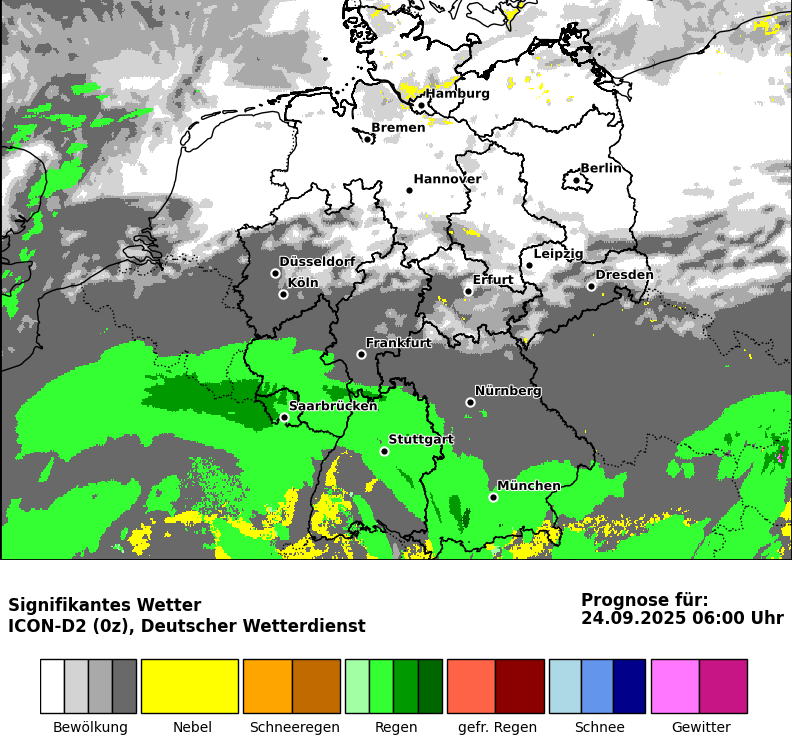 Hamburg
Bremen
Berlin
Hannover
Leipzig
Düsseldorf
Dresden
Köln
Erfurt
Frankfurt
Nürnberg
Saarbrücken
Stuttgart
München
Signifikantes Wetter
ICON-D2 (0z), Deutscher Wetterdienst
Prognose für:
24.09.2025 06:00 Uhr
Bewölkung Nebel Schneeregen Regen gefr. Regen Schnee Gewitter